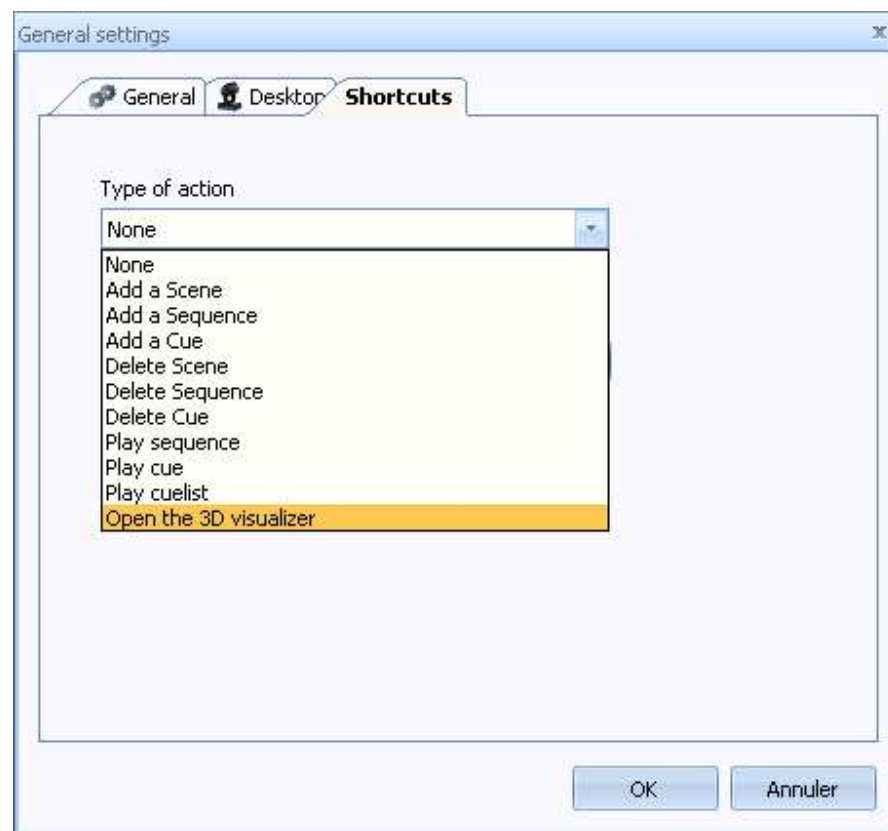 General settings
General Desktop Shortcuts
Type of action
None
None
Add a Scene
Add a Sequence
Add a Cue
Delete Scene
Delete Sequence
Delete Cue
Play sequence
Play cue
Play cuelist
Open the 3D visualizer
OK Annuler